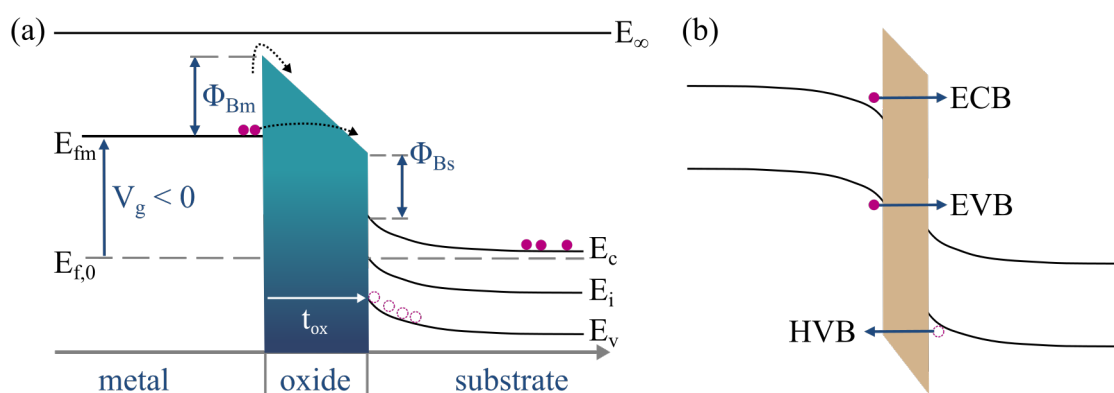 (a)
E∞
ΦBm
Efm
ΦBs
Vg < 0
Ef,0
Ec
Ei
tox
Ev
metal
oxide
substrate
(b)
ECB
EVB
HVB